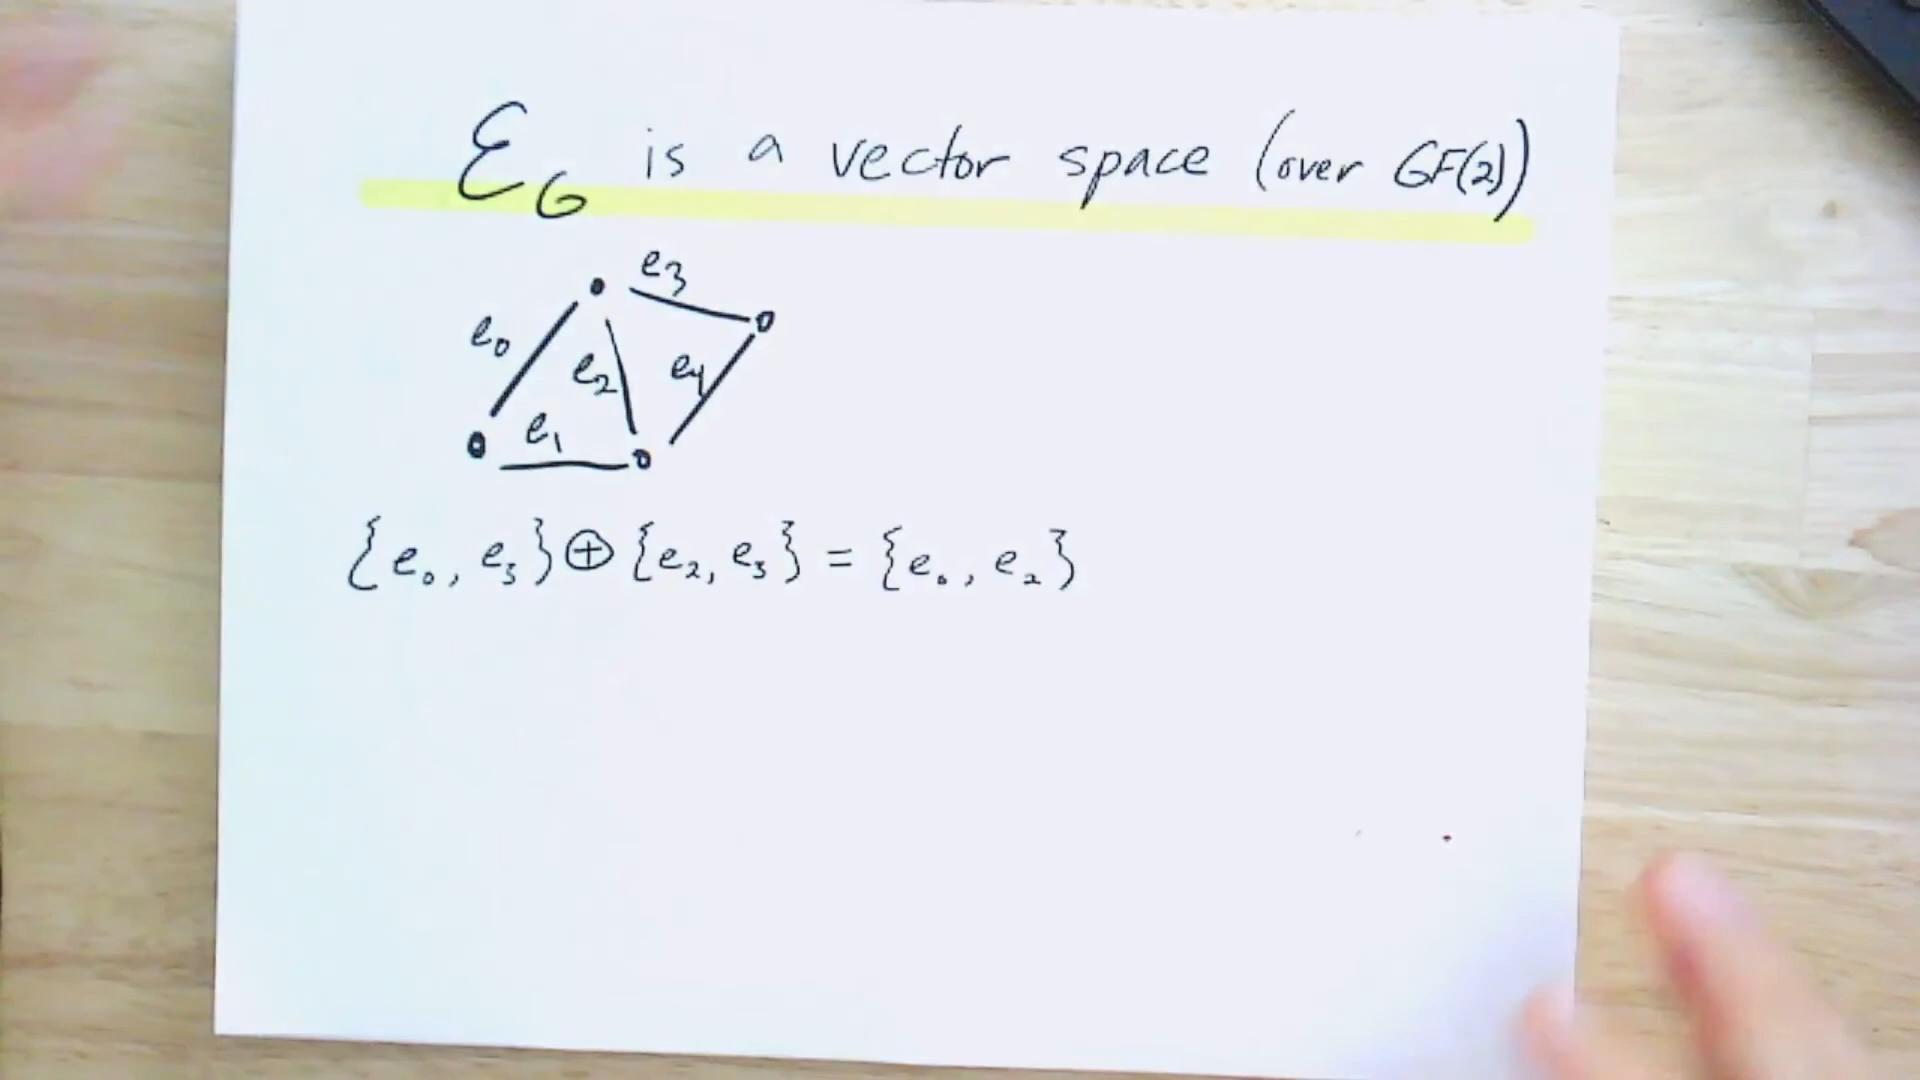 ℰ_G is a vector space (over GF(2))
e₃
e₀
e₂ e₄
e₁
{e₀, e₃} ⊕ {e₂, e₃} = {e₀, e₂}